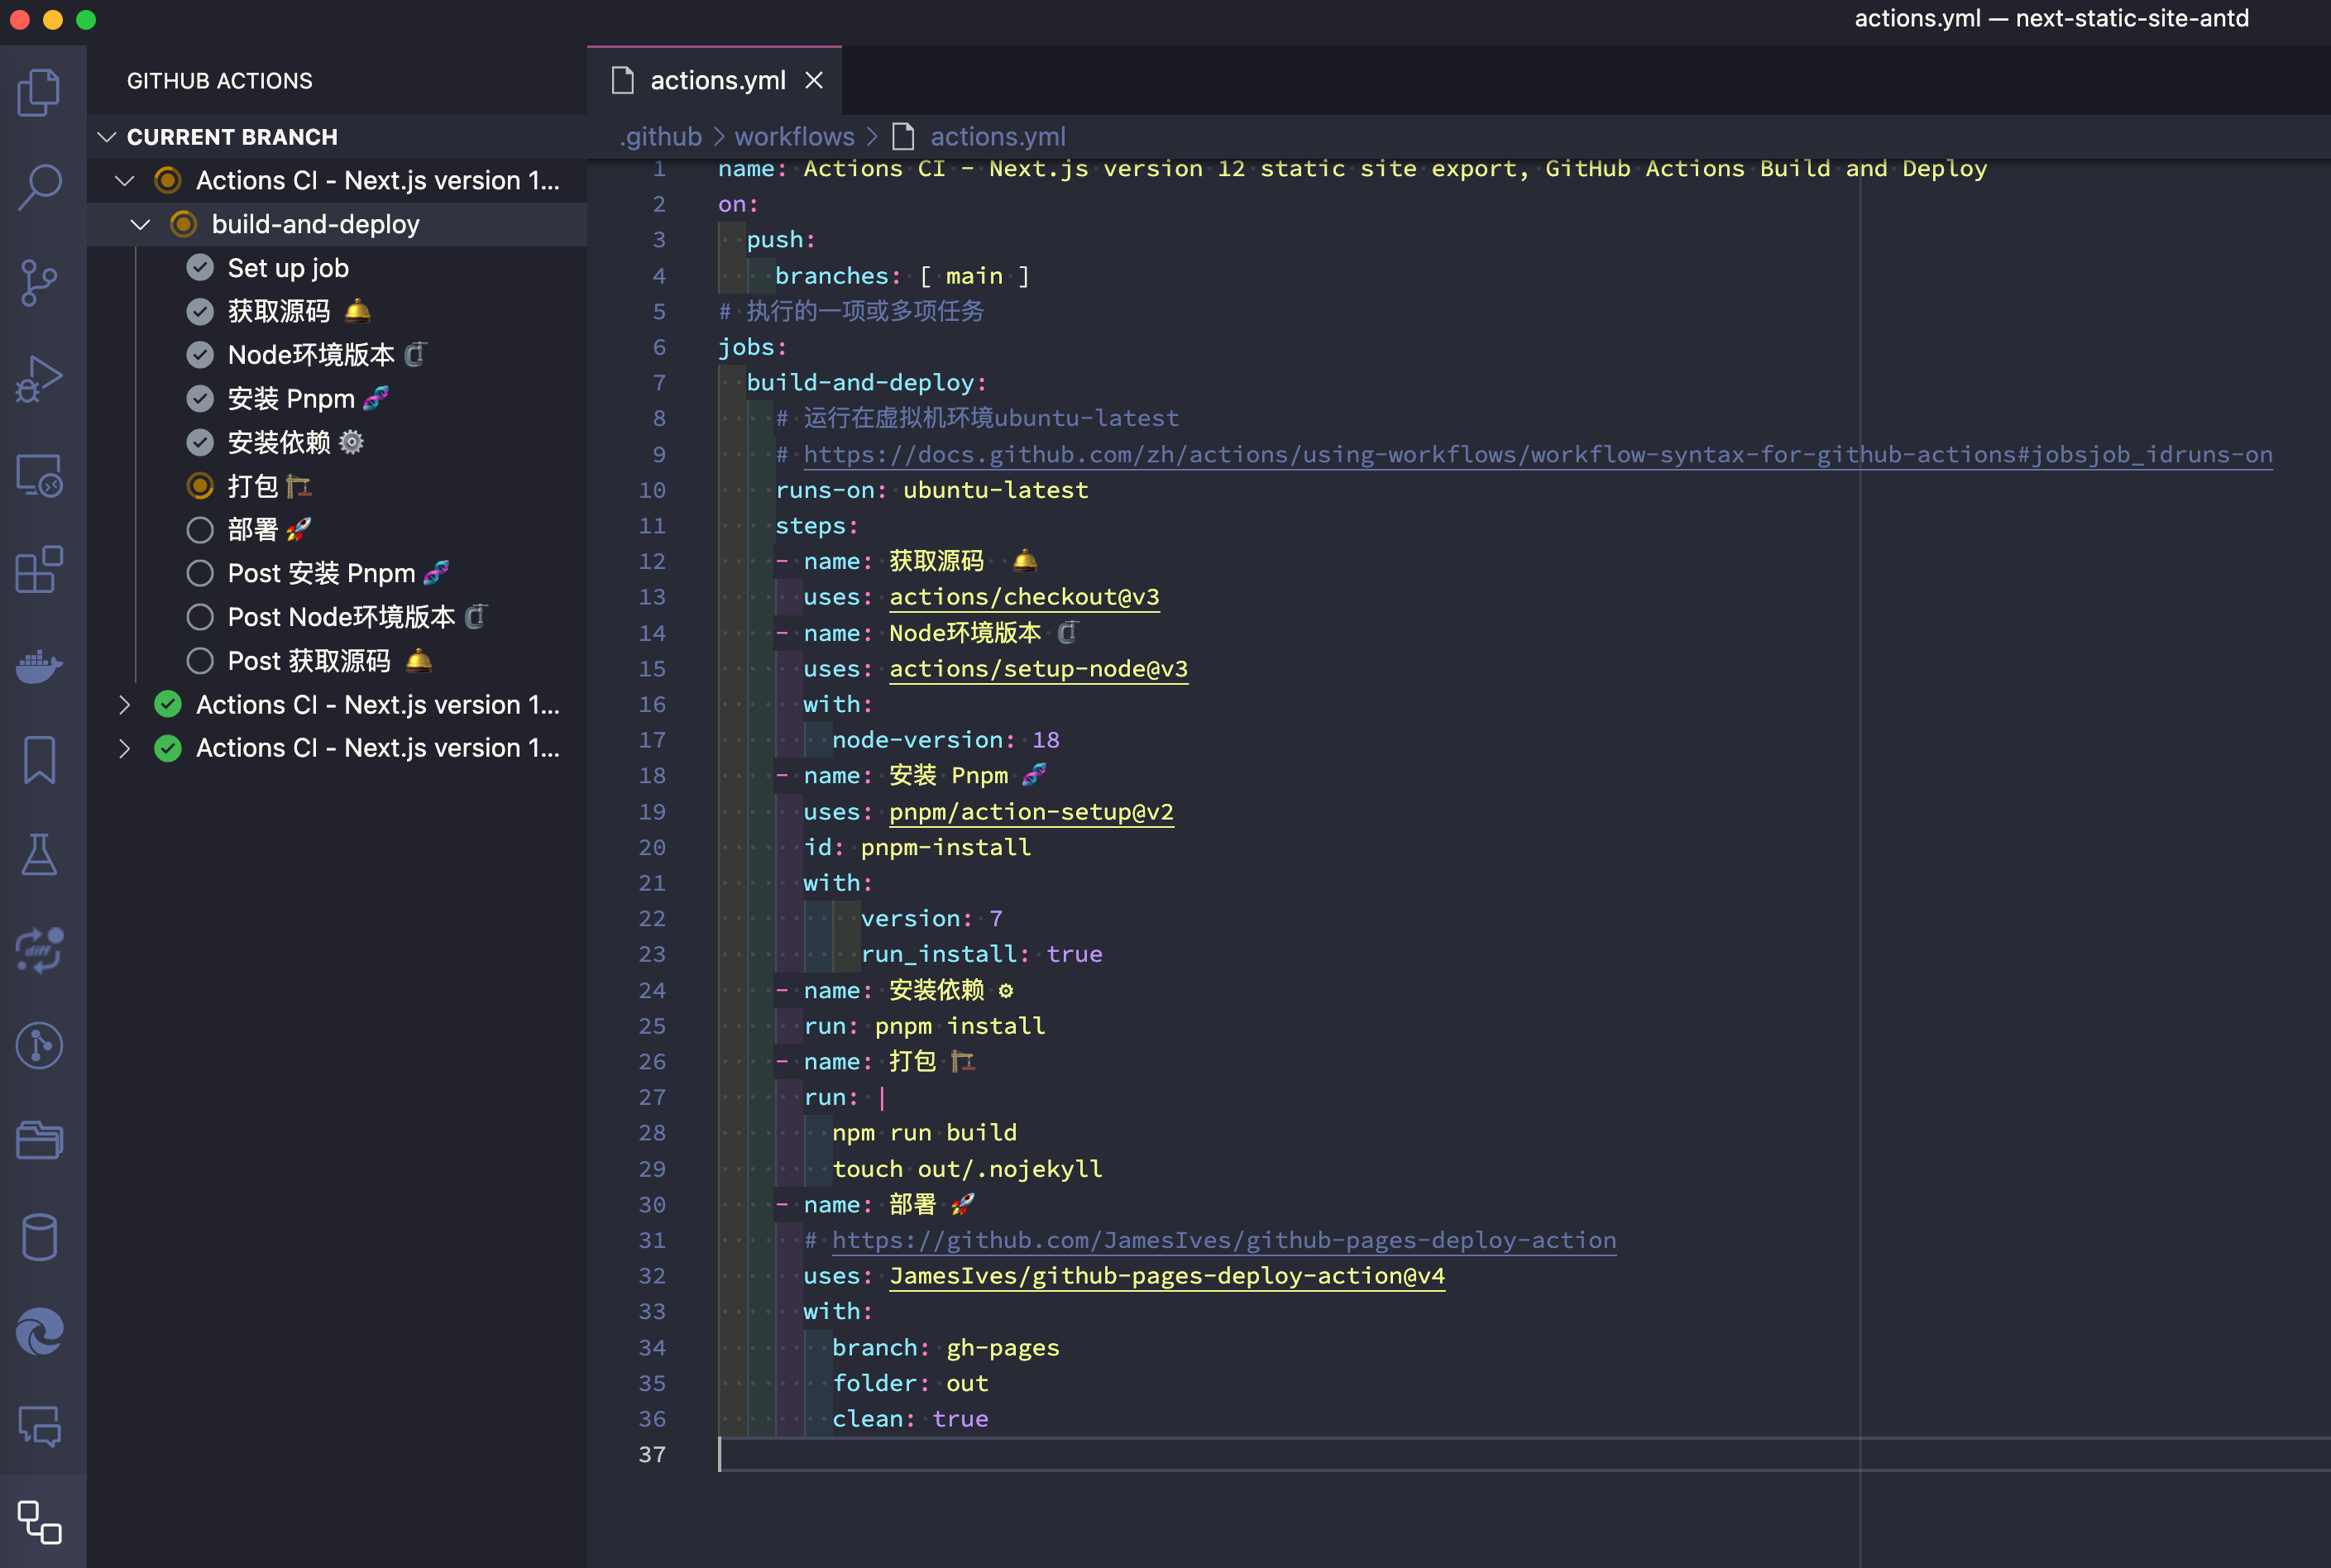 actions.yml — next-static-site-antd
GITHUB ACTIONS
CURRENT BRANCH
Actions CI - Next.js version 1...
build-and-deploy
Set up job
获取源码 🛎️
Node环境版本 🗜️
安装 Pnpm 🧬
安装依赖 ⚙️
打包 🏗️
部署 🚀
Post 安装 Pnpm 🧬
Post Node环境版本 🗜️
Post 获取源码 🛎️
Actions CI - Next.js version 1...
Actions CI - Next.js version 1...
actions.yml
.github > workflows > actions.yml
1 name: Actions CI - Next.js version 12 static site export, GitHub Actions Build and Deploy
2 on:
3   push:
4     branches: [ main ]
5 # 执行的一项或多项任务
6 jobs:
7   build-and-deploy:
8     # 运行在虚拟机环境ubuntu-latest
9     # https://docs.github.com/zh/actions/using-workflows/workflow-syntax-for-github-actions#jobsjob_idruns-on
10     runs-on: ubuntu-latest
11     steps:
12     - name: 获取源码  🛎️
13       uses: actions/checkout@v3
14     - name: Node环境版本 🗜️
15       uses: actions/setup-node@v3
16       with:
17         node-version: 18
18     - name: 安装 Pnpm 🧬
19       uses: pnpm/action-setup@v2
20       id: pnpm-install
21       with:
22           version: 7
23           run_install: true
24     - name: 安装依赖 ⚙
25       run: pnpm install
26     - name: 打包 🏗️
27       run: |
28         npm run build
29         touch out/.nojekyll
30     - name: 部署 🚀
31       # https://github.com/JamesIves/github-pages-deploy-action
32       uses: JamesIves/github-pages-deploy-action@v4
33       with:
34         branch: gh-pages
35         folder: out
36         clean: true
37
diff